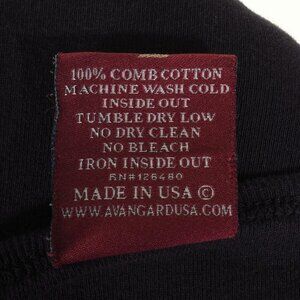 100% COMB COTTON
MACHINE WASH COLD
INSIDE OUT
TUMBLE DRY LOW
NO DRY CLEAN
NO BLEACH
IRON INSIDE OUT
RN#126480
MADE IN USA ©
WWW.AVANGARDUSA.COM